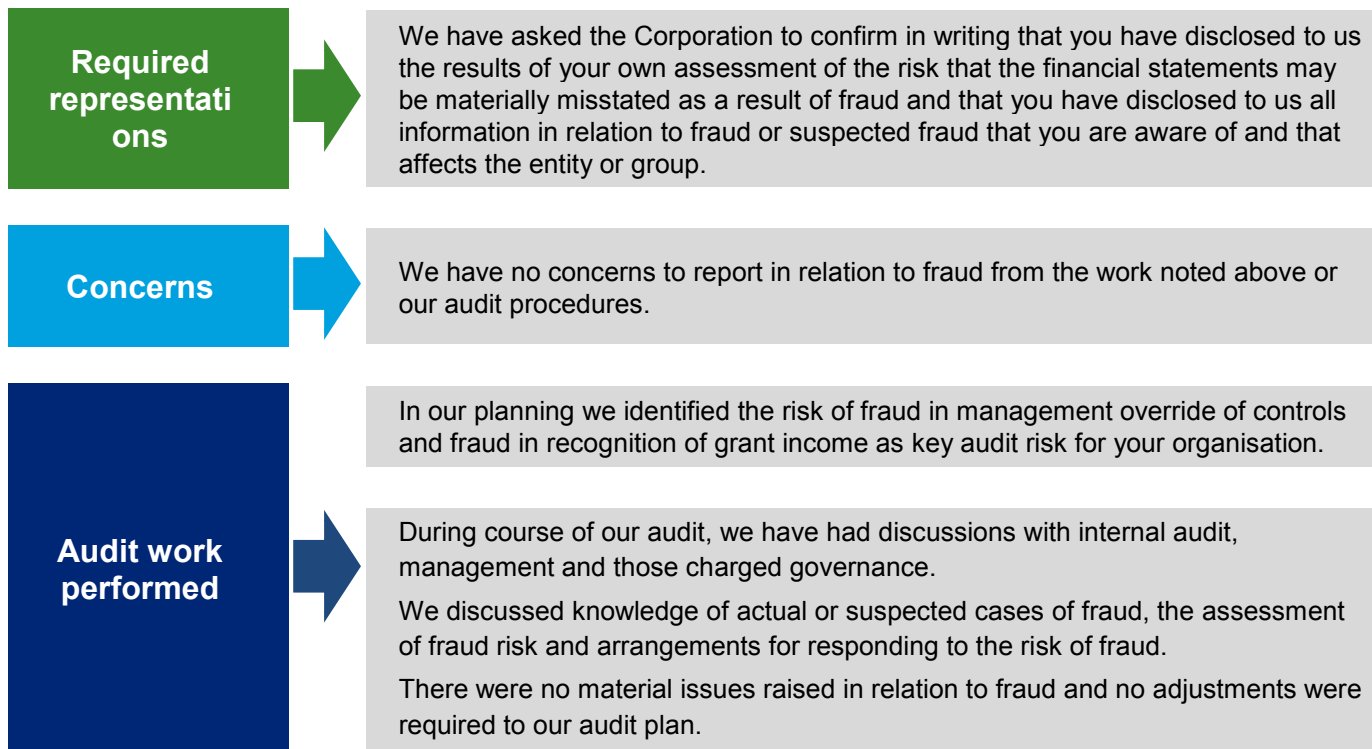 Required
representati
ons
We have asked the Corporation to confirm in writing that you have disclosed to us
the results of your own assessment of the risk that the financial statements may
be materially misstated as a result of fraud and that you have disclosed to us all
information in relation to fraud or suspected fraud that you are aware of and that
affects the entity or group.
Concerns
We have no concerns to report in relation to fraud from the work noted above or
our audit procedures.
Audit work
performed
In our planning we identified the risk of fraud in management override of controls
and fraud in recognition of grant income as key audit risk for your organisation.
During course of our audit, we have had discussions with internal audit,
management and those charged governance.
We discussed knowledge of actual or suspected cases of fraud, the assessment
of fraud risk and arrangements for responding to the risk of fraud.
There were no material issues raised in relation to fraud and no adjustments were
required to our audit plan.